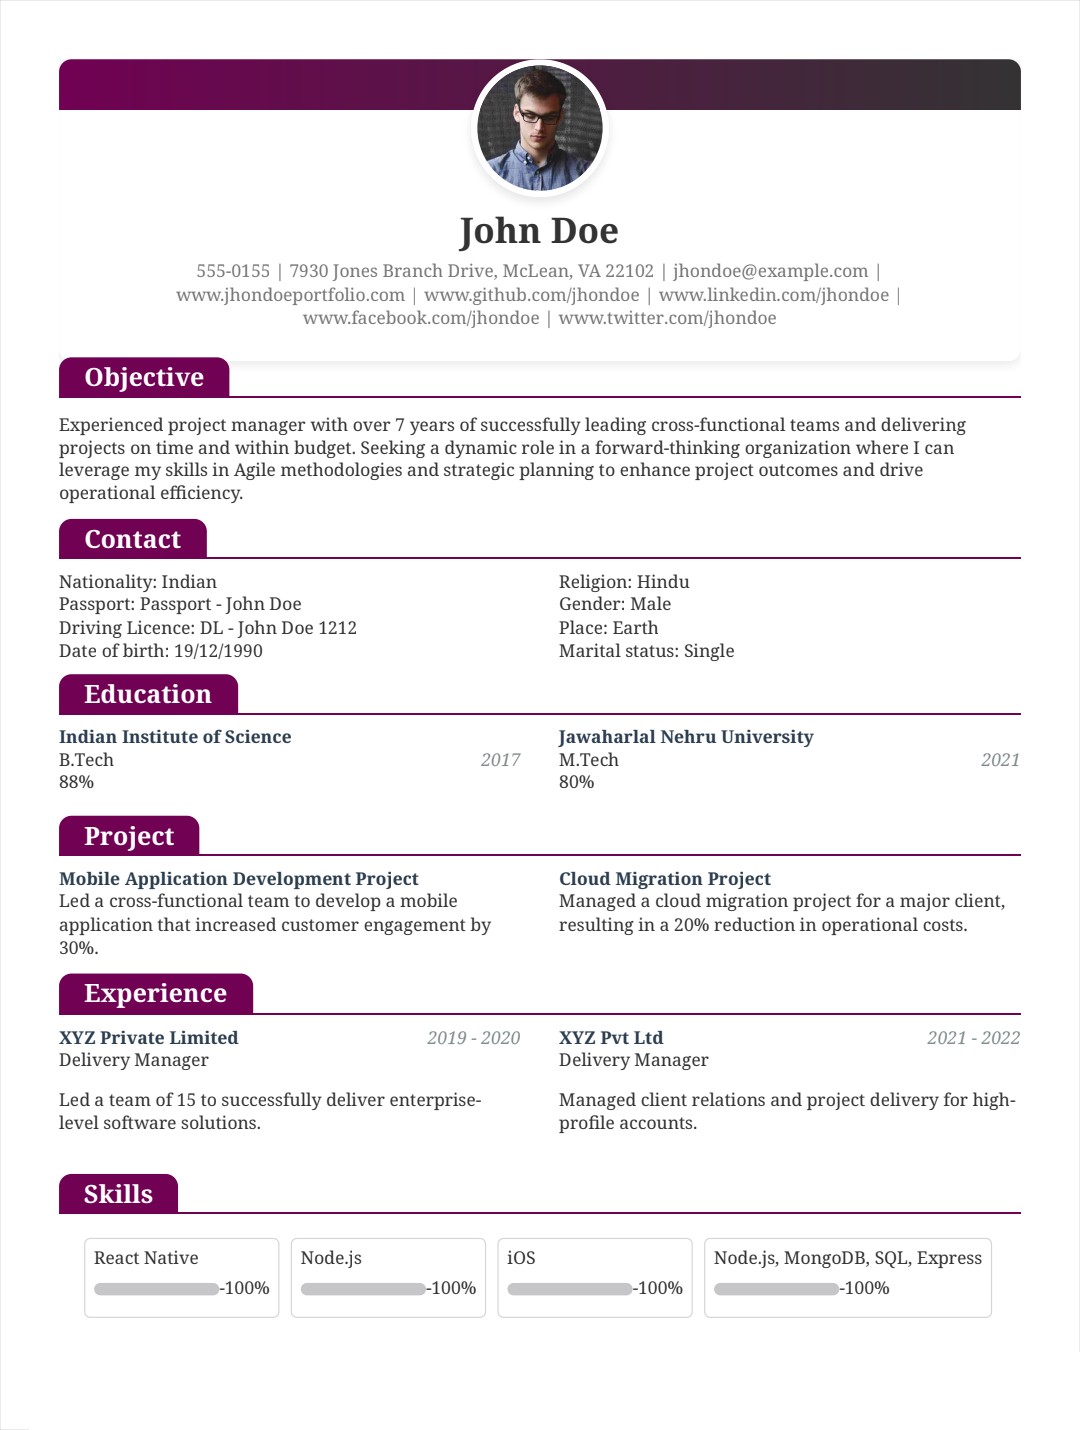 John Doe
555-0155 | 7930 Jones Branch Drive, McLean, VA 22102 | jhondoe@example.com |
www.jhondoeportfolio.com | www.github.com/jhondoe | www.linkedin.com/jhondoe |
www.facebook.com/jhondoe | www.twitter.com/jhondoe
Objective
Experienced project manager with over 7 years of successfully leading cross-functional teams and delivering
projects on time and within budget. Seeking a dynamic role in a forward-thinking organization where I can
leverage my skills in Agile methodologies and strategic planning to enhance project outcomes and drive
operational efficiency.
Contact
Nationality: Indian
Passport: Passport - John Doe
Driving Licence: DL - John Doe 1212
Date of birth: 19/12/1990
Religion: Hindu
Gender: Male
Place: Earth
Marital status: Single
Education
Indian Institute of Science
B.Tech 2017
88%
Jawaharlal Nehru University
M.Tech 2021
80%
Project
Mobile Application Development Project
Led a cross-functional team to develop a mobile
application that increased customer engagement by
30%.
Cloud Migration Project
Managed a cloud migration project for a major client,
resulting in a 20% reduction in operational costs.
Experience
XYZ Private Limited 2019 - 2020
Delivery Manager
Led a team of 15 to successfully deliver enterprise-
level software solutions.
XYZ Pvt Ltd 2021 - 2022
Delivery Manager
Managed client relations and project delivery for high-
profile accounts.
Skills
React Native
-100%
Node.js
-100%
iOS
-100%
Node.js, MongoDB, SQL, Express
-100%